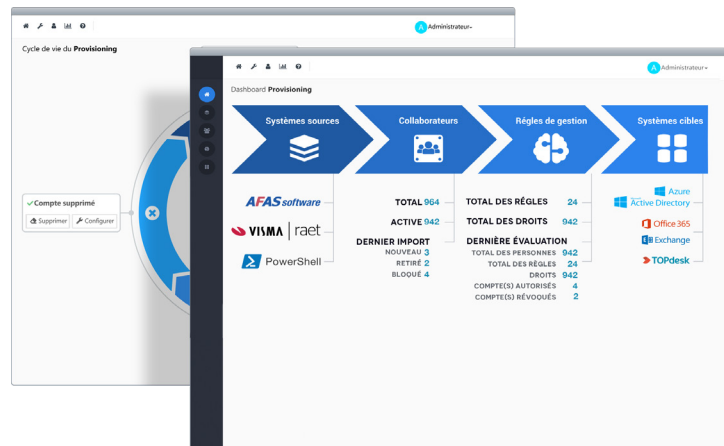 Administrateur
Cycle de vie du Provisioning
Compte supprimé
Supprimer
Configurer
Administrateur
Dashboard Provisioning
Systèmes sources
Collaborateurs
Régles de gestion
Systèmes cibles
AFAS software
VISMA | raet
PowerShell
TOTAL 964
ACTIVE 942
DERNIER IMPORT
NOUVEAU 3
RETIRÉ 2
BLOQUÉ 4
TOTAL DES RÉGLES 24
TOTAL DES DROITS 942
DERNIÈRE ÉVALUATION
TOTAL DES PERSONNES 942
TOTAL DES RÈGLES 24
DROITS 942
COMPTE(S) AUTORISÉS 4
COMPTE(S) RÉVOQUÉS 2
Azure
Active Directory
Office 365
Exchange
TOPdesk